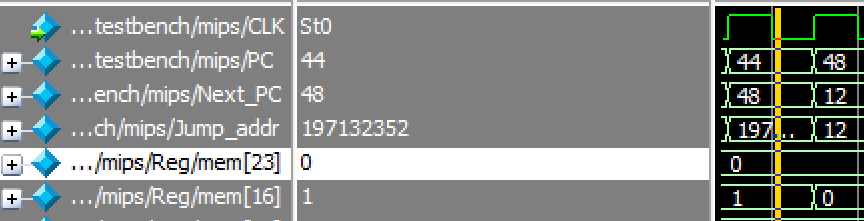 ...testbench/mips/CLK St0
...testbench/mips/PC 44 44 48
...ench/mips/Next_PC 48 48 12
...ch/mips/Jump_addr 197132352 197... 12
.../mips/Reg/mem[23] 0 0
.../mips/Reg/mem[16] 1 1 0